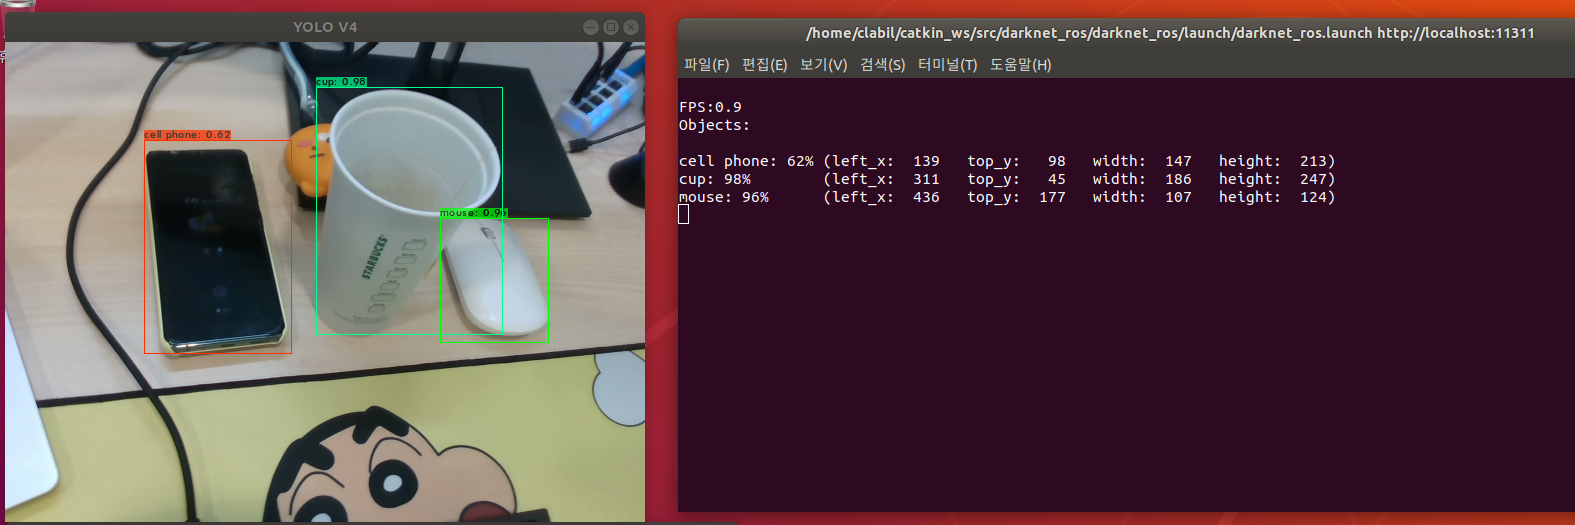 YOLO V4
cup: 0.98
cell phone: 0.62
mouse: 0.96
STARBUCKS
/home/clabil/catkin_ws/src/darknet_ros/darknet_ros/launch/darknet_ros.launch http://localhost:11311
파일(F) 편집(E) 보기(V) 검색(S) 터미널(T) 도움말(H)
FPS:0.9
Objects:
cell phone: 62% (left_x: 139 top_y: 98 width: 147 height: 213)
cup: 98% (left_x: 311 top_y: 45 width: 186 height: 247)
mouse: 96% (left_x: 436 top_y: 177 width: 107 height: 124)